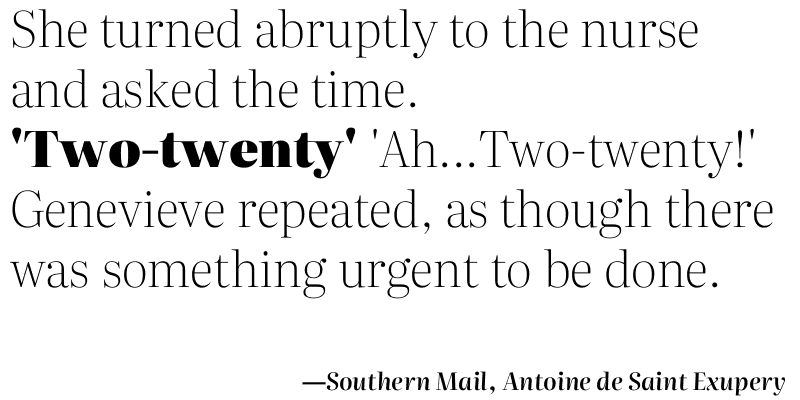 She turned abruptly to the nurse
and asked the time.
'Two-twenty' 'Ah...Two-twenty!'
Genevieve repeated, as though there
was something urgent to be done.
—Southern Mail, Antoine de Saint Exupery